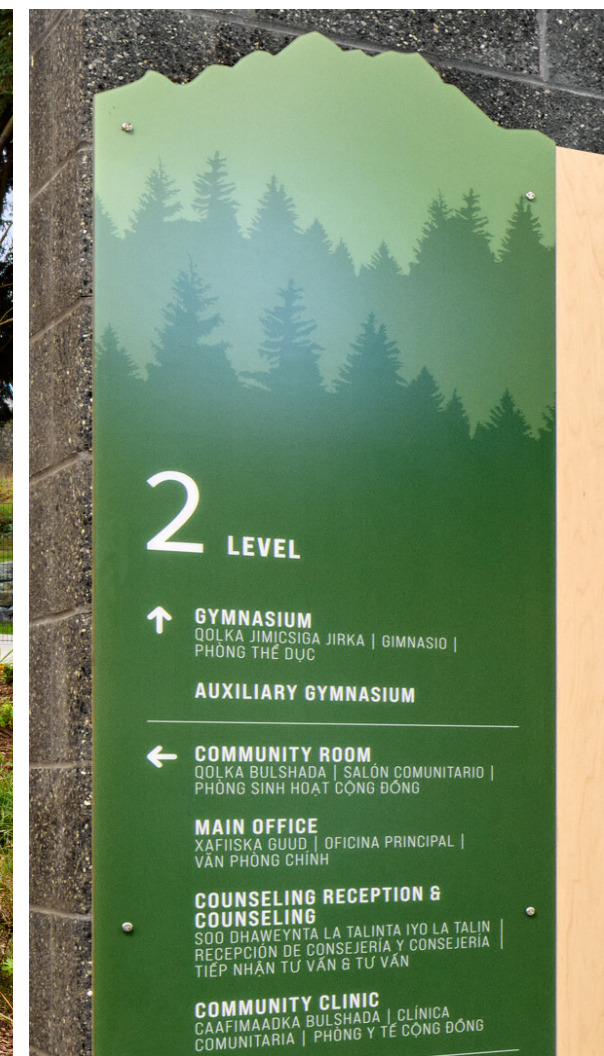 2 LEVEL
GYMNASIUM
QOLKA JIMICSIGA JIRKA | GIMNASIO |
PHÒNG THỂ DỤC
AUXILIARY GYMNASIUM
COMMUNITY ROOM
QOLKA BULSHADA | SALÓN COMUNITARIO |
PHÒNG SINH HOẠT CỘNG ĐỒNG
MAIN OFFICE
XAFIISKA GUUD | OFICINA PRINCIPAL |
VĂN PHÒNG CHÍNH
COUNSELING RECEPTION &
COUNSELING
SOO DHAWEYNTA LA TALINTA IYO LA TALIN |
RECEPCIÓN DE CONSEJERÍA Y CONSEJERÍA |
TIẾP NHẬN TƯ VẤN & TƯ VẤN
COMMUNITY CLINIC
CAAFIMAADKA BULSHADA | CLÍNICA
COMUNITARIA | PHÒNG Y TẾ CỘNG ĐỒNG